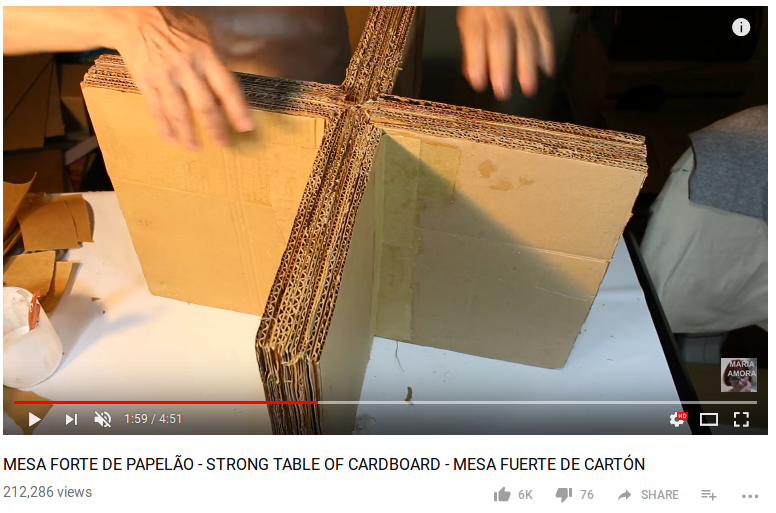 MARIA
AMORA
1:59 / 4:51
HD
MESA FORTE DE PAPELÃO - STRONG TABLE OF CARDBOARD - MESA FUERTE DE CARTÓN
212,286 views
6K
76
SHARE